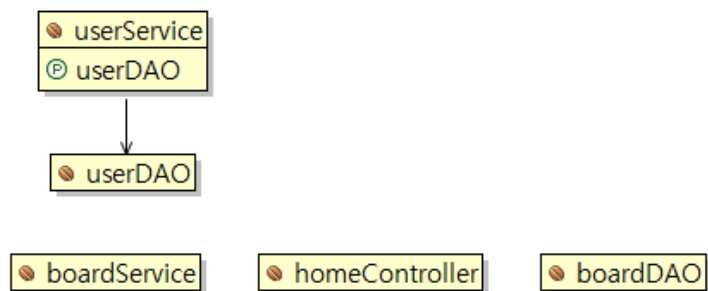 userService
P userDAO
userDAO
boardService
homeController
boardDAO